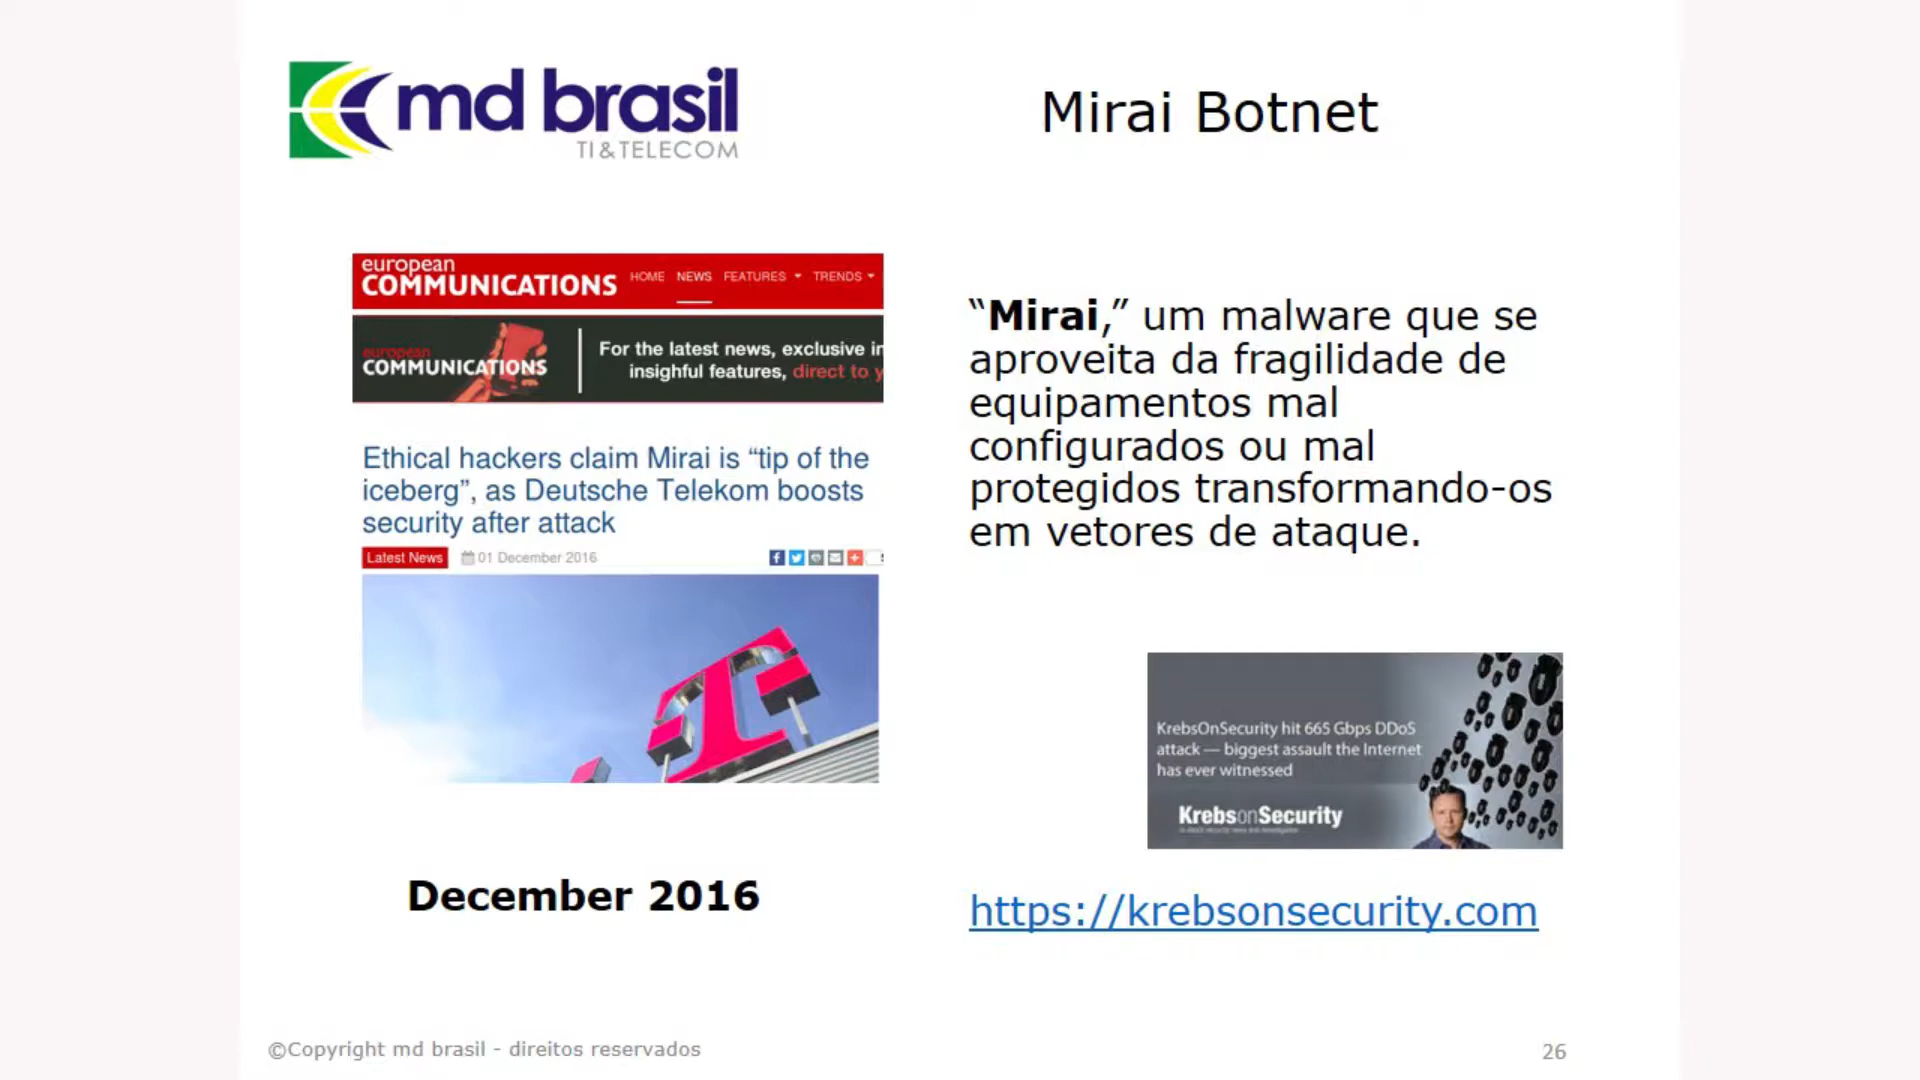 md brasil
TI & TELECOM
Mirai Botnet
european
COMMUNICATIONS
HOME NEWS FEATURES TRENDS
european
COMMUNICATIONS
For the latest news, exclusive in
insightful features, direct to y
Ethical hackers claim Mirai is “tip of the
iceberg”, as Deutsche Telekom boosts
security after attack
Latest News 01 December 2016
December 2016
“Mirai,” um malware que se
aproveita da fragilidade de
equipamentos mal
configurados ou mal
protegidos transformando-os
em vetores de ataque.
KrebsOnSecurity hit 665 Gbps DDoS
attack — biggest assault the Internet
has ever witnessed
KrebsonSecurity
https://krebsonsecurity.com
©Copyright md brasil - direitos reservados
26